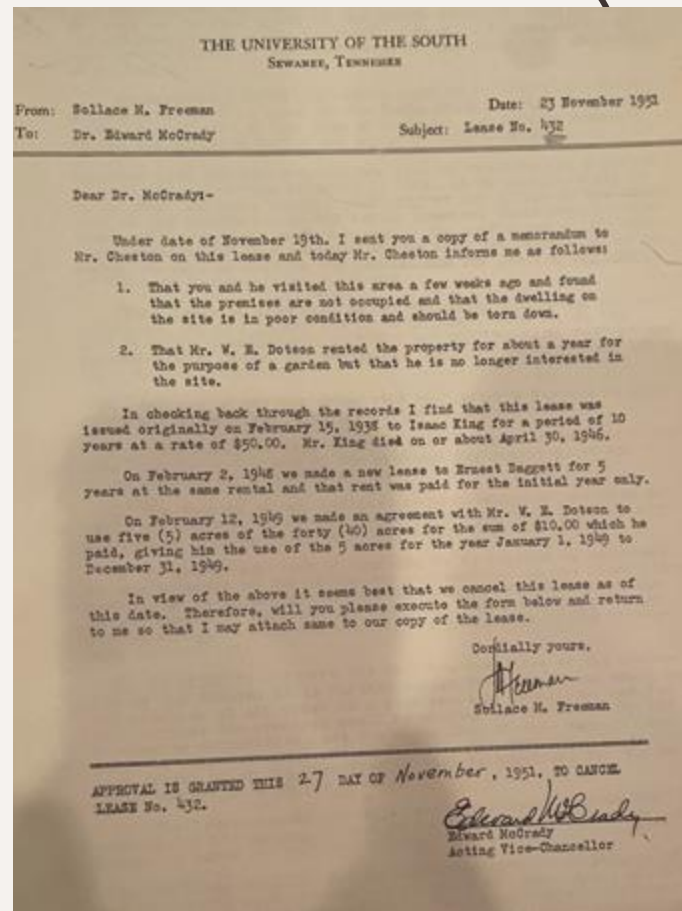 THE UNIVERSITY OF THE SOUTH
SEWANEE, TENNESSEE
From: Sollace M. Freeman
Date: 23 November 1951
To: Dr. Edward McCrady
Subject: Lease No. 432
Dear Dr. McCrady:-
Under date of November 19th. I sent you a copy of a memorandum to
Mr. Cheston on this lease and today Mr. Cheston informs me as follows:
1. That you and he visited this area a few weeks ago and found
that the premises are not occupied and that the dwelling on
the site is in poor condition and should be torn down.
2. That Mr. W. E. Dotson rented the property for about a year for
the purpose of a garden but that he is no longer interested in
the site.
In checking back through the records I find that this lease was
issued originally on February 15, 1938 to Isaac King for a period of 10
years at a rate of $50.00. Mr. King died on or about April 30, 1946.
On February 2, 1948 we made a new lease to Ernest Baggett for 5
years at the same rental and that rent was paid for the initial year only.
On February 12, 1949 we made an agreement with Mr. W. E. Dotson to
use five (5) acres of the forty (40) acres for the sum of $10.00 which he
paid, giving him the use of the 5 acres for the year January 1, 1949 to
December 31, 1949.
In view of the above it seems best that we cancel this lease as of
this date. Therefore, will you please execute the form below and return
to me so that I may attach same to our copy of the lease.
Cordially yours,
SMFreeman
Sollace M. Freeman
APPROVAL IS GRANTED THIS 27 DAY OF November, 1951, TO CANCEL
LEASE No. 432.
Edward McCrady
Edward McCrady
Acting Vice-Chancellor